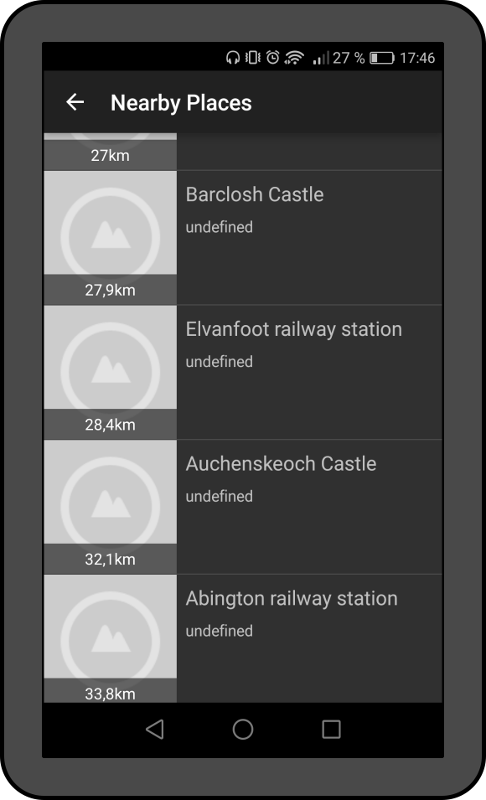 27 % 17:46
Nearby Places
27km
Barclosh Castle
undefined
27,9km
Elvanfoot railway station
undefined
28,4km
Auchenskeoch Castle
undefined
32,1km
Abington railway station
undefined
33,8km